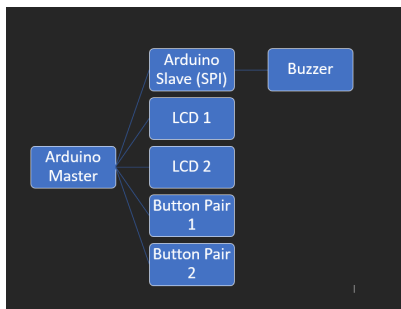 Arduino
Slave (SPI)
Buzzer
LCD 1
Arduino
Master
LCD 2
Button Pair
1
Button Pair
2